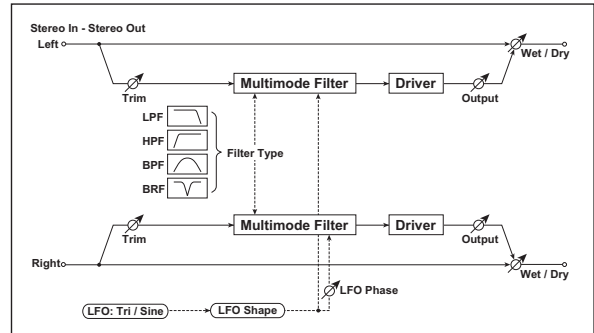 Stereo In - Stereo Out
Left
Wet / Dry
Trim
Multimode Filter
Driver
Output
LPF
HPF
BPF
BRF
Filter Type
Trim
Multimode Filter
Driver
Output
Right
Wet / Dry
LFO Phase
LFO: Tri / Sine
LFO Shape